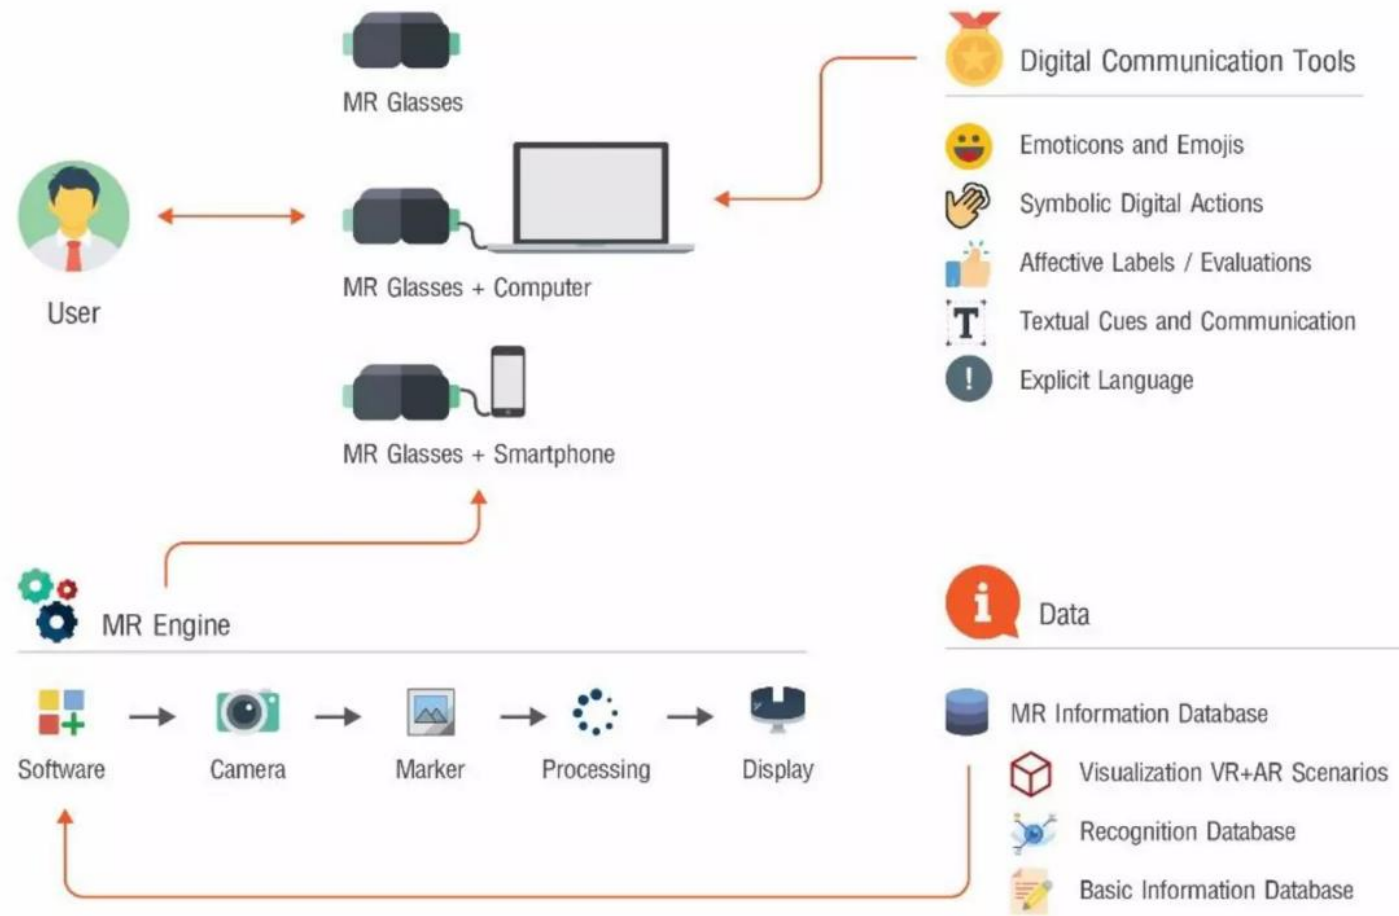 MR Glasses
User
MR Glasses + Computer
MR Glasses + Smartphone
Digital Communication Tools
Emoticons and Emojis
Symbolic Digital Actions
Affective Labels / Evaluations
T
Textual Cues and Communication
!
Explicit Language
MR Engine
Software
Camera
Marker
Processing
Display
i
Data
MR Information Database
Visualization VR+AR Scenarios
Recognition Database
Basic Information Database